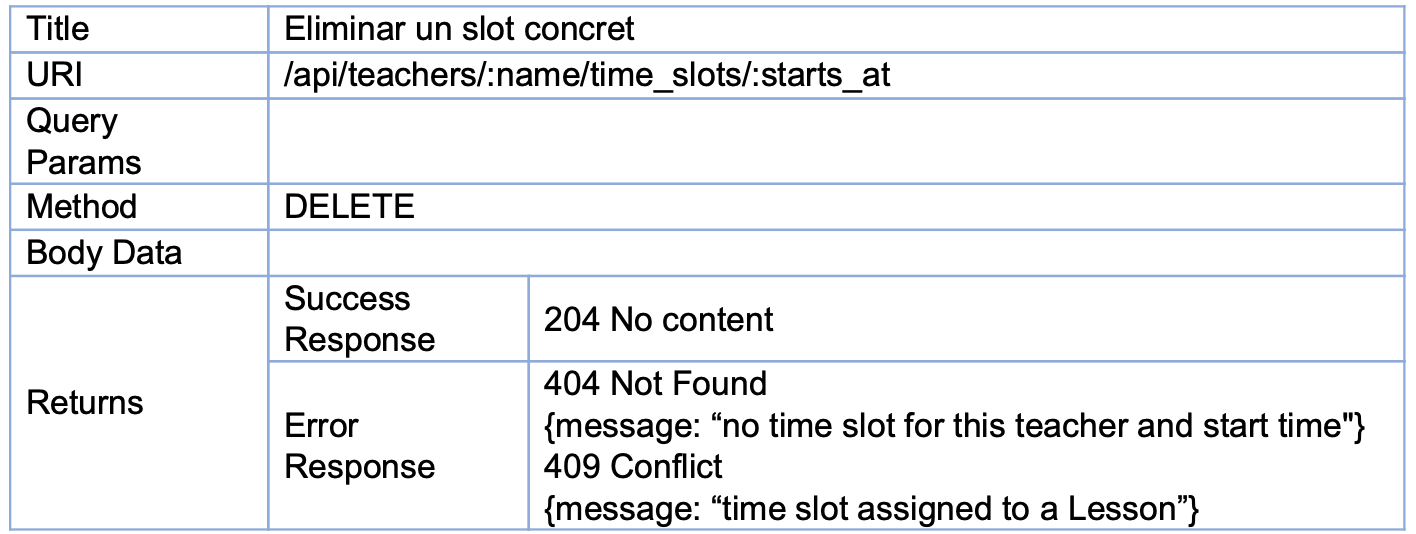 Title
Eliminar un slot concret
URI
/api/teachers/:name/time_slots/:starts_at
Query
Params
Method
DELETE
Body Data
Returns
Success
Response
204 No content
Error
Response
404 Not Found
{message: “no time slot for this teacher and start time"}
409 Conflict
{message: “time slot assigned to a Lesson”}